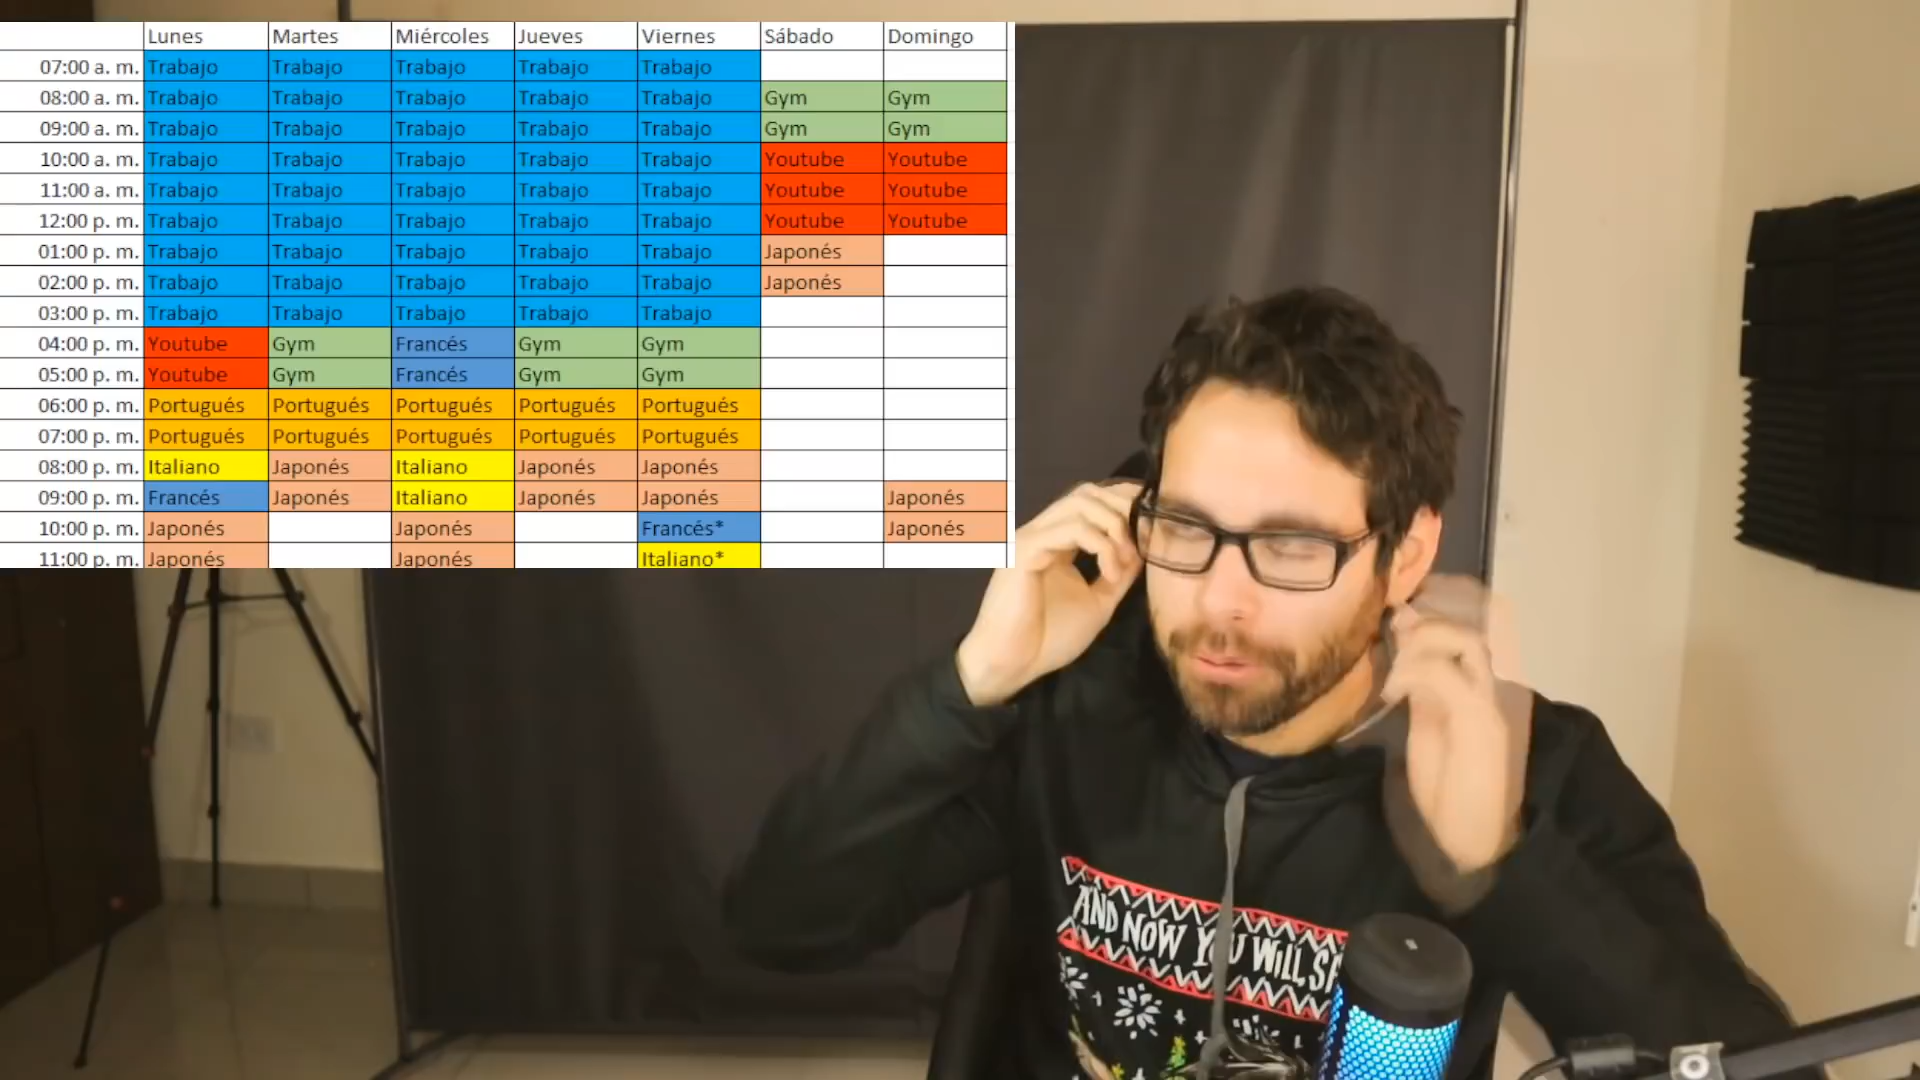 Lunes Martes Miércoles Jueves Viernes Sábado Domingo
07:00 a. m. Trabajo Trabajo Trabajo Trabajo Trabajo
08:00 a. m. Trabajo Trabajo Trabajo Trabajo Trabajo Gym Gym
09:00 a. m. Trabajo Trabajo Trabajo Trabajo Trabajo Gym Gym
10:00 a. m. Trabajo Trabajo Trabajo Trabajo Trabajo Youtube Youtube
11:00 a. m. Trabajo Trabajo Trabajo Trabajo Trabajo Youtube Youtube
12:00 p. m. Trabajo Trabajo Trabajo Trabajo Trabajo Youtube Youtube
01:00 p. m. Trabajo Trabajo Trabajo Trabajo Trabajo Japonés
02:00 p. m. Trabajo Trabajo Trabajo Trabajo Trabajo Japonés
03:00 p. m. Trabajo Trabajo Trabajo Trabajo Trabajo
04:00 p. m. Youtube Gym Francés Gym Gym
05:00 p. m. Youtube Gym Francés Gym Gym
06:00 p. m. Portugués Portugués Portugués Portugués Portugués
07:00 p. m. Portugués Portugués Portugués Portugués Portugués
08:00 p. m. Italiano Japonés Italiano Japonés Japonés
09:00 p. m. Francés Japonés Italiano Japonés Japonés Japonés
10:00 p. m. Japonés Japonés Francés* Japonés
11:00 p. m. Japonés Japonés Italiano*
AND NOW YOU WILL